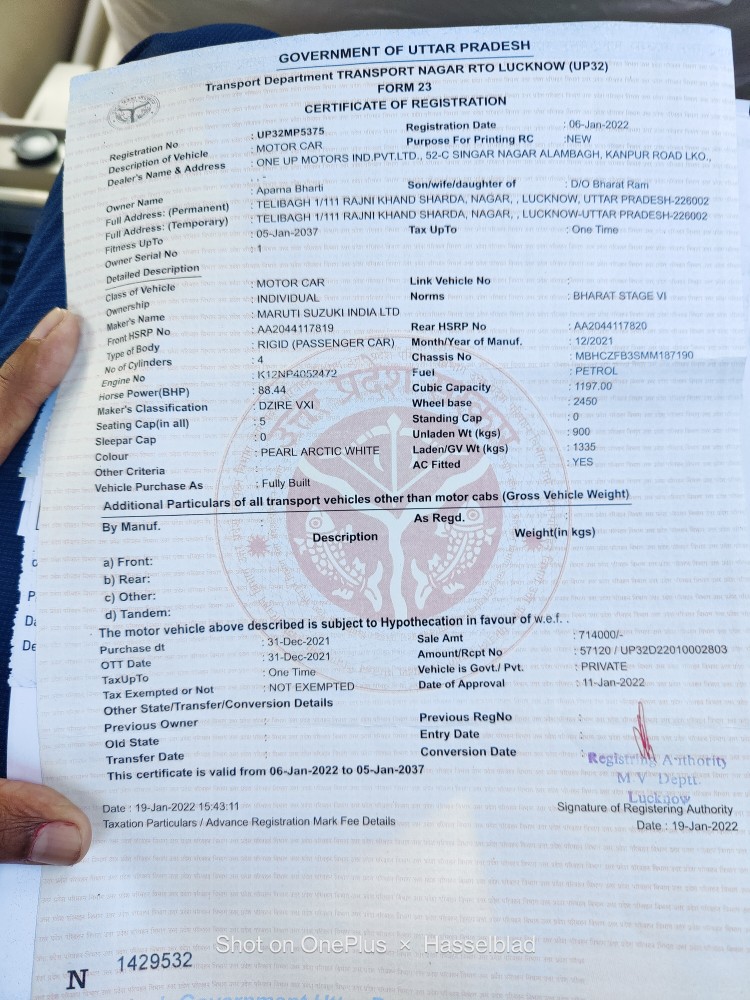 GOVERNMENT OF UTTAR PRADESH
Transport Department TRANSPORT NAGAR RTO LUCKNOW (UP32)
FORM 23
CERTIFICATE OF REGISTRATION
Registration No : UP32MP5375 Registration Date : 06-Jan-2022
Description of Vehicle : MOTOR CAR Purpose For Printing RC :NEW
Dealer's Name & Address : ONE UP MOTORS IND.PVT.LTD., 52-C SINGAR NAGAR ALAMBAGH, KANPUR ROAD LKO.,
, -
Owner Name : Aparna Bharti Son/wife/daughter of : D/O Bharat Ram
Full Address: (Permanent) : TELIBAGH 1/111 RAJNI KHAND SHARDA, NAGAR, , LUCKNOW, UTTAR PRADESH-226002
Full Address: (Temporary) : TELIBAGH 1/111 RAJNI KHAND SHARDA, NAGAR, , LUCKNOW-UTTAR PRADESH-226002
Fitness UpTo : 05-Jan-2037 Tax UpTo : One Time
Owner Serial No : 1
Detailed Description
Class of Vehicle : MOTOR CAR Link Vehicle No :
Ownership : INDIVIDUAL Norms : BHARAT STAGE VI
Maker's Name : MARUTI SUZUKI INDIA LTD
Front HSRP No : AA2044117819 Rear HSRP No : AA2044117820
Type of Body : RIGID (PASSENGER CAR) Month/Year of Manuf. : 12/2021
No of Cylinders : 4 Chassis No : MBHCZFB3SMM187190
Engine No : K12NP4052472 Fuel : PETROL
Horse Power(BHP) : 88.44 Cubic Capacity : 1197.00
Maker's Classification : DZIRE VXI Wheel base : 2450
Seating Cap(in all) : 5 Standing Cap : 0
Sleepar Cap : 0 Unladen Wt (kgs) : 900
Colour : PEARL ARCTIC WHITE Laden/GV Wt (kgs) : 1335
Other Criteria : AC Fitted : YES
Vehicle Purchase As : Fully Built
Additional Particulars of all transport vehicles other than motor cabs (Gross Vehicle Weight)
By Manuf. : As Regd. :
Description Weight(in kgs)
a) Front:
b) Rear:
c) Other:
d) Tandem:
The motor vehicle above described is subject to Hypothecation in favour of w.e.f. .
Purchase dt : 31-Dec-2021 Sale Amt : 714000/-
OTT Date : 31-Dec-2021 Amount/Rcpt No : 57120 / UP32D22010002803
TaxUpTo : One Time Vehicle is Govt./ Pvt. : PRIVATE
Tax Exempted or Not : NOT EXEMPTED Date of Approval : 11-Jan-2022
Other State/Transfer/Conversion Details
Previous Owner : Previous RegNo :
Old State : Entry Date :
Transfer Date : Conversion Date :
This certificate is valid from 06-Jan-2022 to 05-Jan-2037
Registering Authority
M.V. Deptt.
Lucknow
Date : 19-Jan-2022 15:43:11 Signature of Registering Authority
Taxation Particulars / Advance Registration Mark Fee Details Date : 19-Jan-2022
Shot on OnePlus × Hasselblad
N 1429532